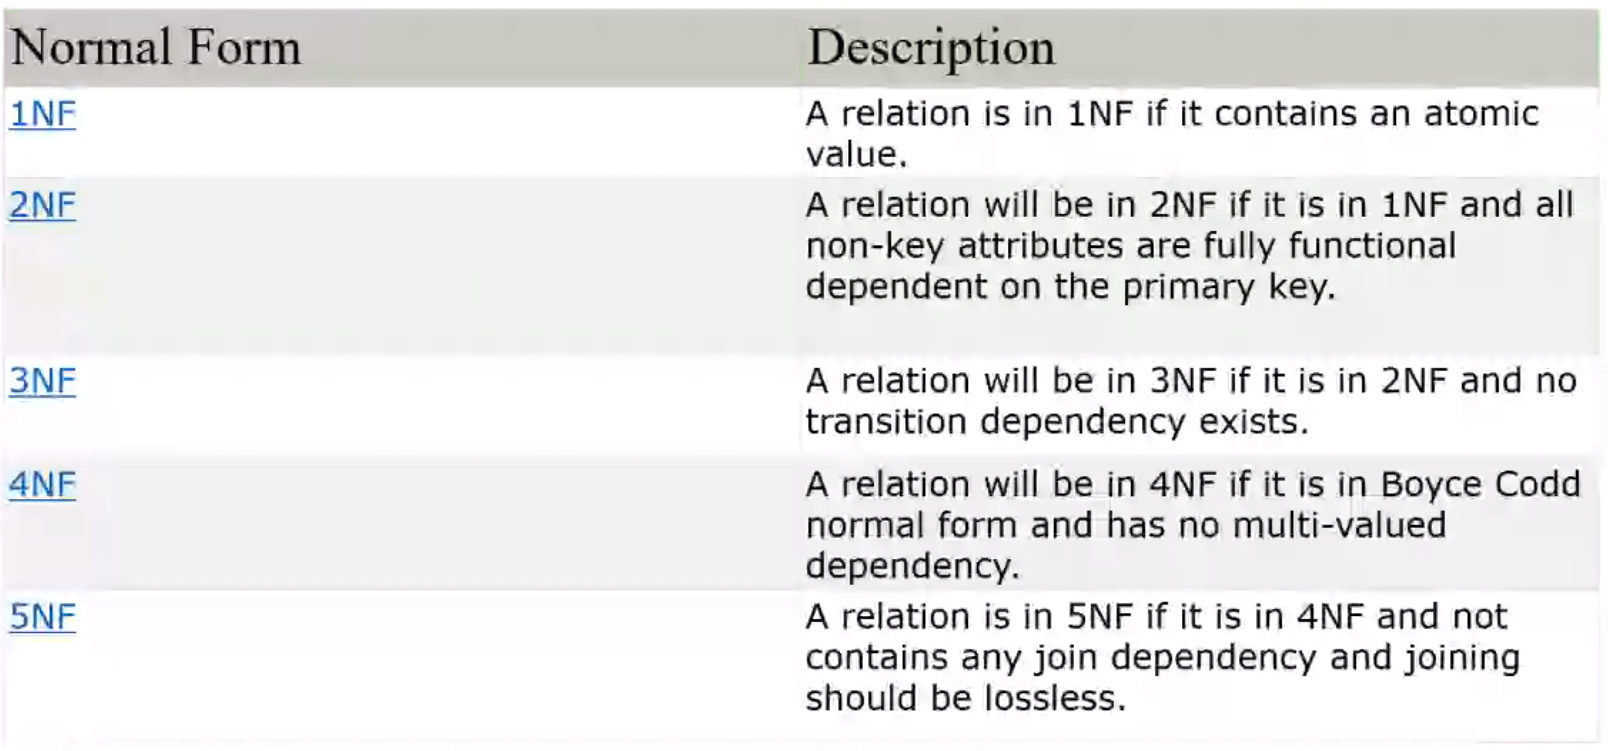 Normal Form
Description
1NF
A relation is in 1NF if it contains an atomic
value.
2NF
A relation will be in 2NF if it is in 1NF and all
non-key attributes are fully functional
dependent on the primary key.
3NF
A relation will be in 3NF if it is in 2NF and no
transition dependency exists.
4NF
A relation will be in 4NF if it is in Boyce Codd
normal form and has no multi-valued
dependency.
5NF
A relation is in 5NF if it is in 4NF and not
contains any join dependency and joining
should be lossless.